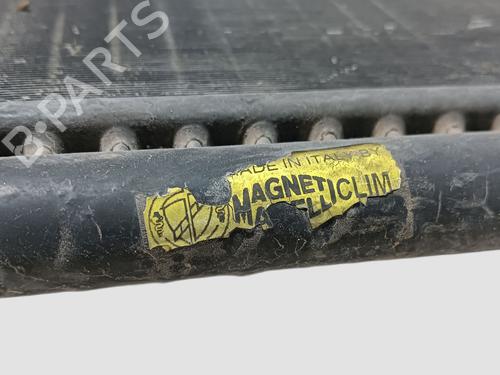 MADE IN ITALY BY
MAGNETI CLIM
MARELLI
B-PARTS